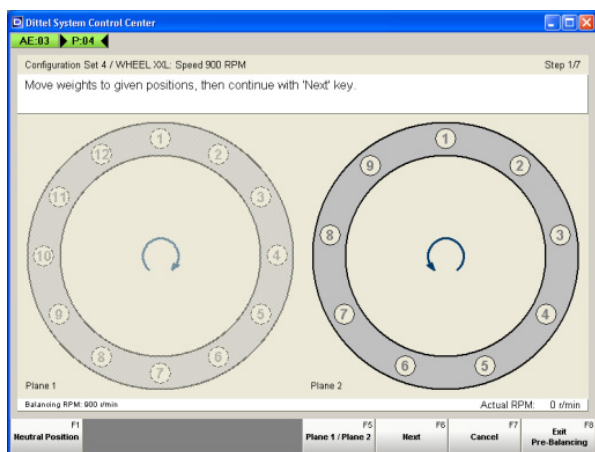 Dittel System Control Center
AE:03 P:04
Configuration Set 4 / WHEEL XXL: Speed 900 RPM Step 1/7
Move weights to given positions, then continue with 'Next' key.
1 2 3 4 5 6 7 8 9 10 11 12
1 2 3 4 5 6 7 8 9
Plane 1 Plane 2
Balancing RPM: 900 r/min Actual RPM: 0 r/min
F1 F5 F6 F7 F8
Neutral Position Plane 1 / Plane 2 Next Cancel Exit
Pre-Balancing